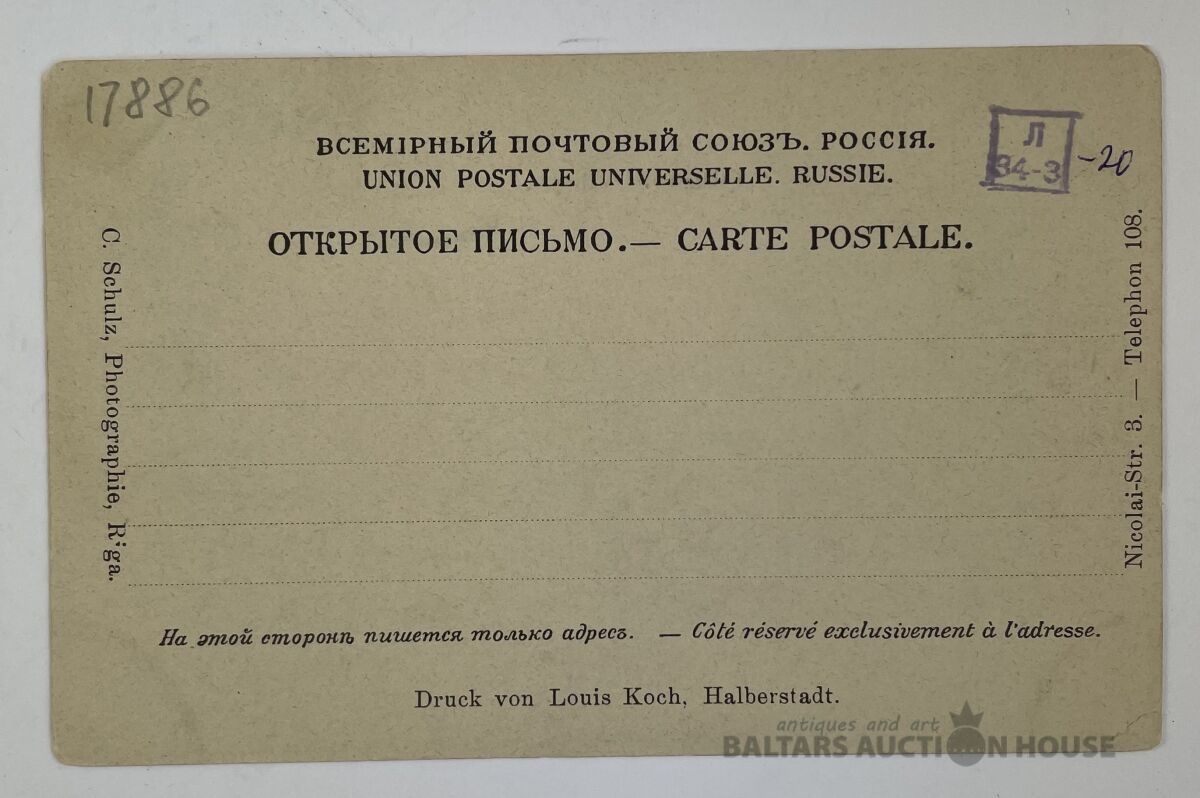 17886
ВСЕМІРНЫЙ ПОЧТОВЫЙ СОЮЗЪ. РОССІЯ.
UNION POSTALE UNIVERSELLE. RUSSIE.
Л
34-3
-20
ОТКРЫТОЕ ПИСЬМО.— CARTE POSTALE.
C. Schulz, Photographie, Riga.
Nicolai-Str. 3. — Telephon 108.
На этой сторонѣ пишется только адресъ. — Côté réservé exclusivement à l'adresse.
Druck von Louis Koch, Halberstadt.
antiques and art
BALTARS AUCTION HOUSE